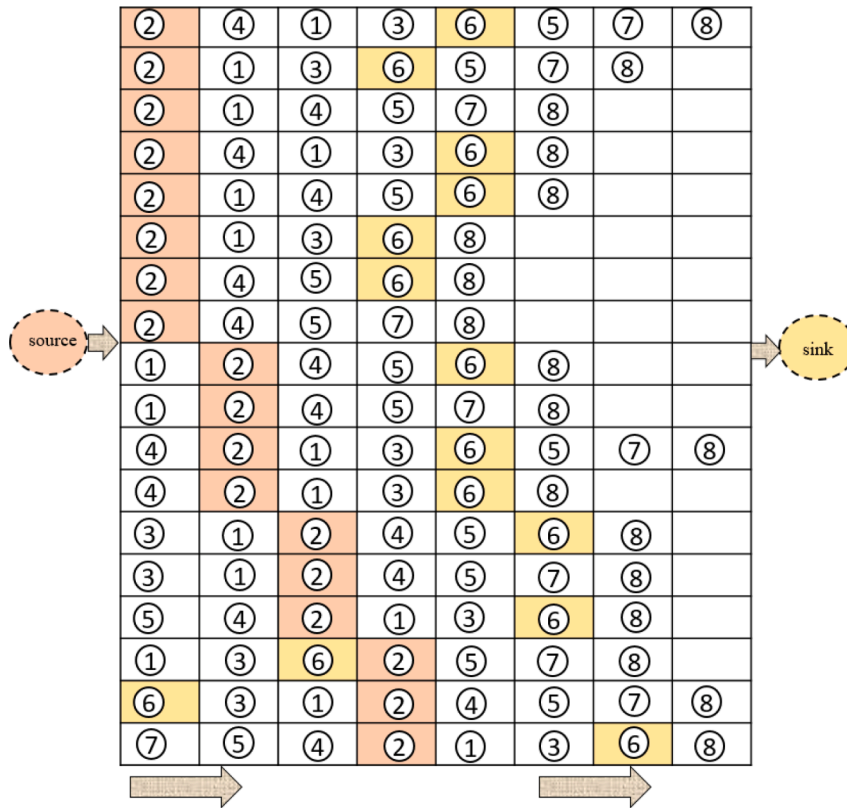 ② ④ ① ③ ⑥ ⑤ ⑦ ⑧
② ① ③ ⑥ ⑤ ⑦ ⑧
② ① ④ ⑤ ⑦ ⑧
② ④ ① ③ ⑥ ⑧
② ① ④ ⑤ ⑥ ⑧
② ① ③ ⑥ ⑧
② ④ ⑤ ⑥ ⑧
② ④ ⑤ ⑦ ⑧
source
sink
① ② ④ ⑤ ⑥ ⑧
① ② ④ ⑤ ⑦ ⑧
④ ② ① ③ ⑥ ⑤ ⑦ ⑧
④ ② ① ③ ⑥ ⑧
③ ① ② ④ ⑤ ⑥ ⑧
③ ① ② ④ ⑤ ⑦ ⑧
⑤ ④ ② ① ③ ⑥ ⑧
① ③ ⑥ ② ⑤ ⑦ ⑧
⑥ ③ ① ② ④ ⑤ ⑦ ⑧
⑦ ⑤ ④ ② ① ③ ⑥ ⑧